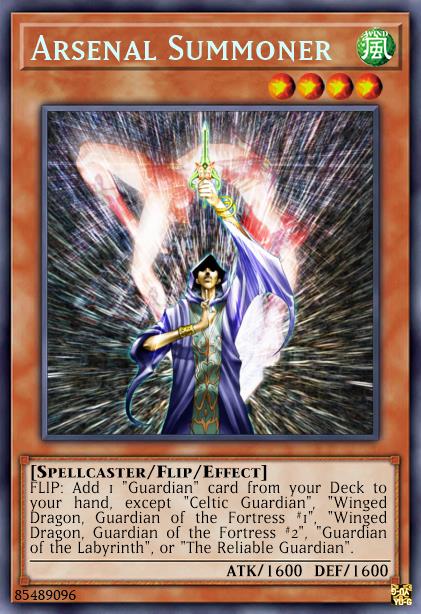 Arsenal Summoner
WIND
風
[Spellcaster/Flip/Effect]
FLIP: Add 1 "Guardian" card from your Deck to
your hand, except "Celtic Guardian", "Winged
Dragon, Guardian of the Fortress #1", "Winged
Dragon, Guardian of the Fortress #2", "Guardian
of the Labyrinth", or "The Reliable Guardian".
ATK/1600 DEF/1600
85489096